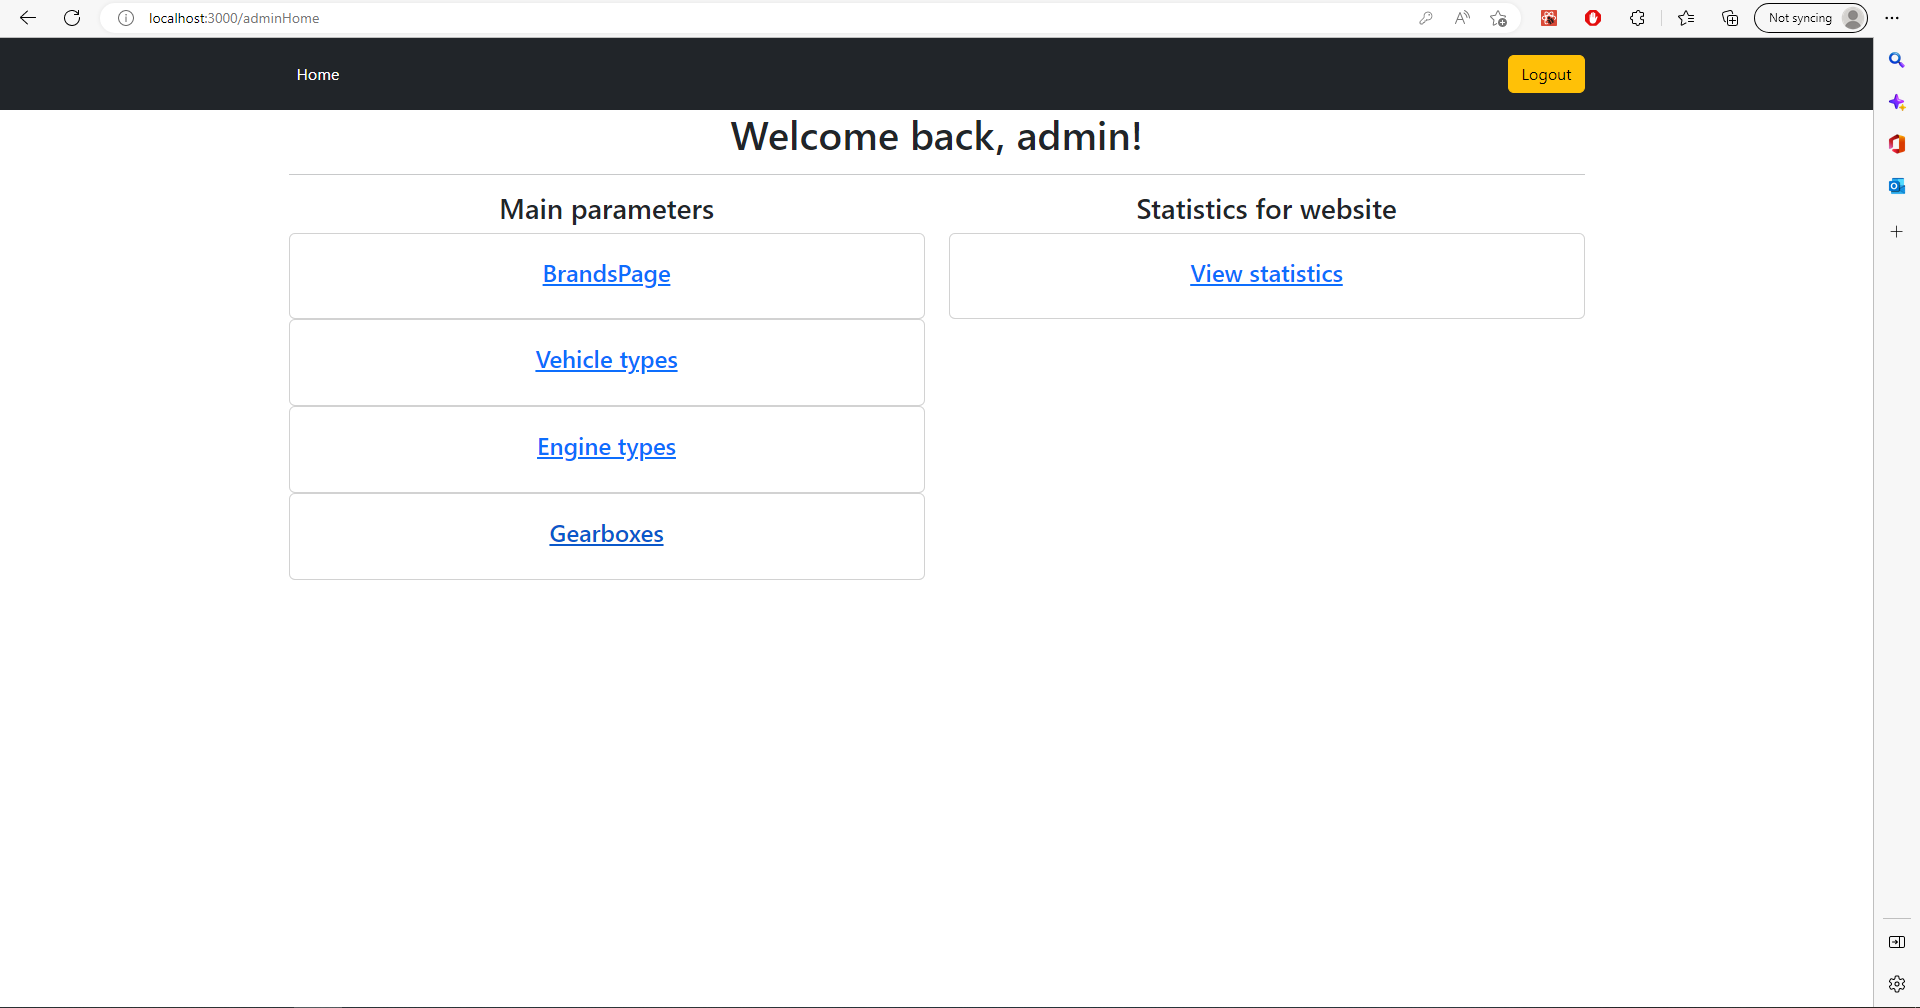 localhost:3000/adminHome
Not syncing
Home
Logout
Welcome back, admin!
Main parameters
BrandsPage
Vehicle types
Engine types
Gearboxes
Statistics for website
View statistics